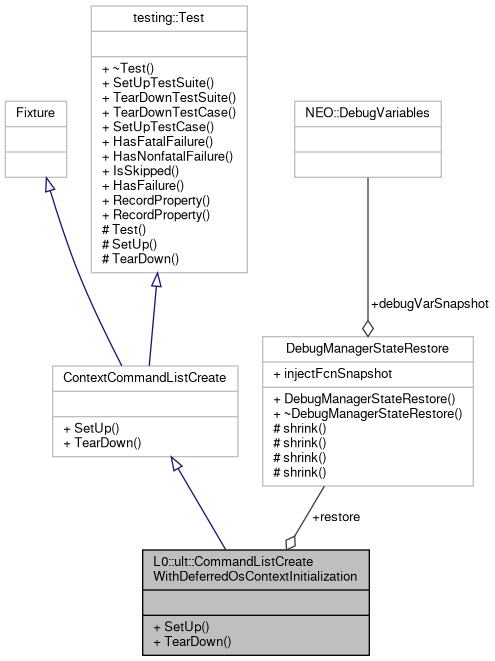 testing::Test
+ ~Test()
+ SetUpTestSuite()
+ TearDownTestSuite()
+ TearDownTestCase()
+ SetUpTestCase()
+ HasFatalFailure()
+ HasNonfatalFailure()
+ IsSkipped()
+ HasFailure()
+ RecordProperty()
+ RecordProperty()
# Test()
# SetUp()
# TearDown()
Fixture
NEO::DebugVariables
+debugVarSnapshot
ContextCommandListCreate
+ SetUp()
+ TearDown()
DebugManagerStateRestore
+ injectFcnSnapshot
+ DebugManagerStateRestore()
+ ~DebugManagerStateRestore()
# shrink()
# shrink()
# shrink()
# shrink()
+restore
L0::ult::CommandListCreate
WithDeferredOsContextInitialization
+ SetUp()
+ TearDown()